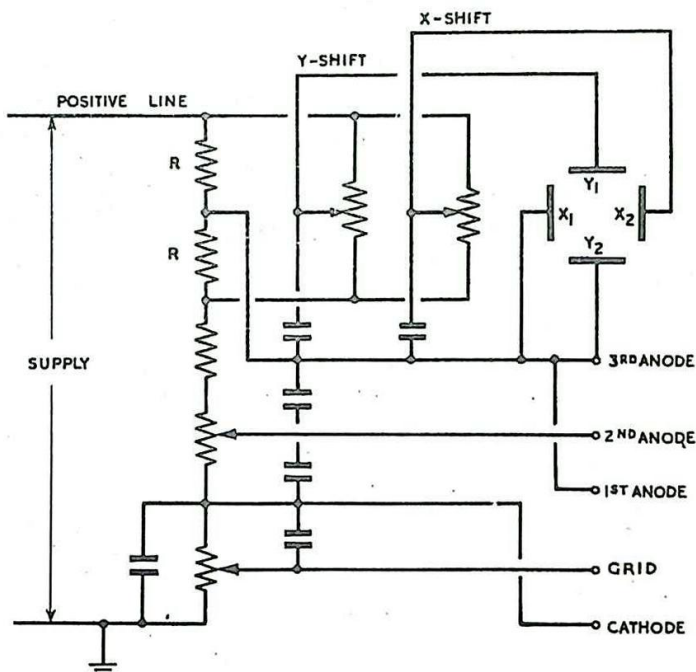 X-SHIFT
Y-SHIFT
POSITIVE LINE
R
Y1
X1 X2
R
Y2
SUPPLY
3RD ANODE
2ND ANODE
1ST ANODE
GRID
CATHODE